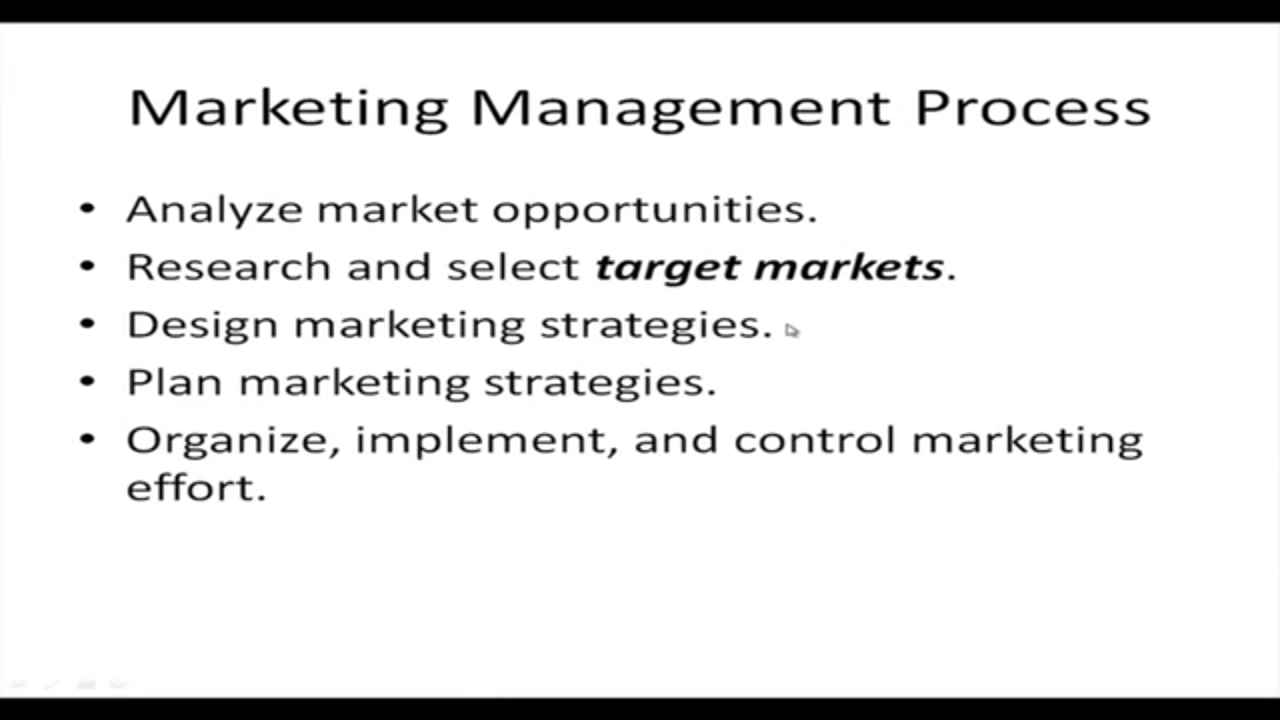 Marketing Management Process
• Analyze market opportunities.
• Research and select target markets.
• Design marketing strategies.
• Plan marketing strategies.
• Organize, implement, and control marketing
effort.